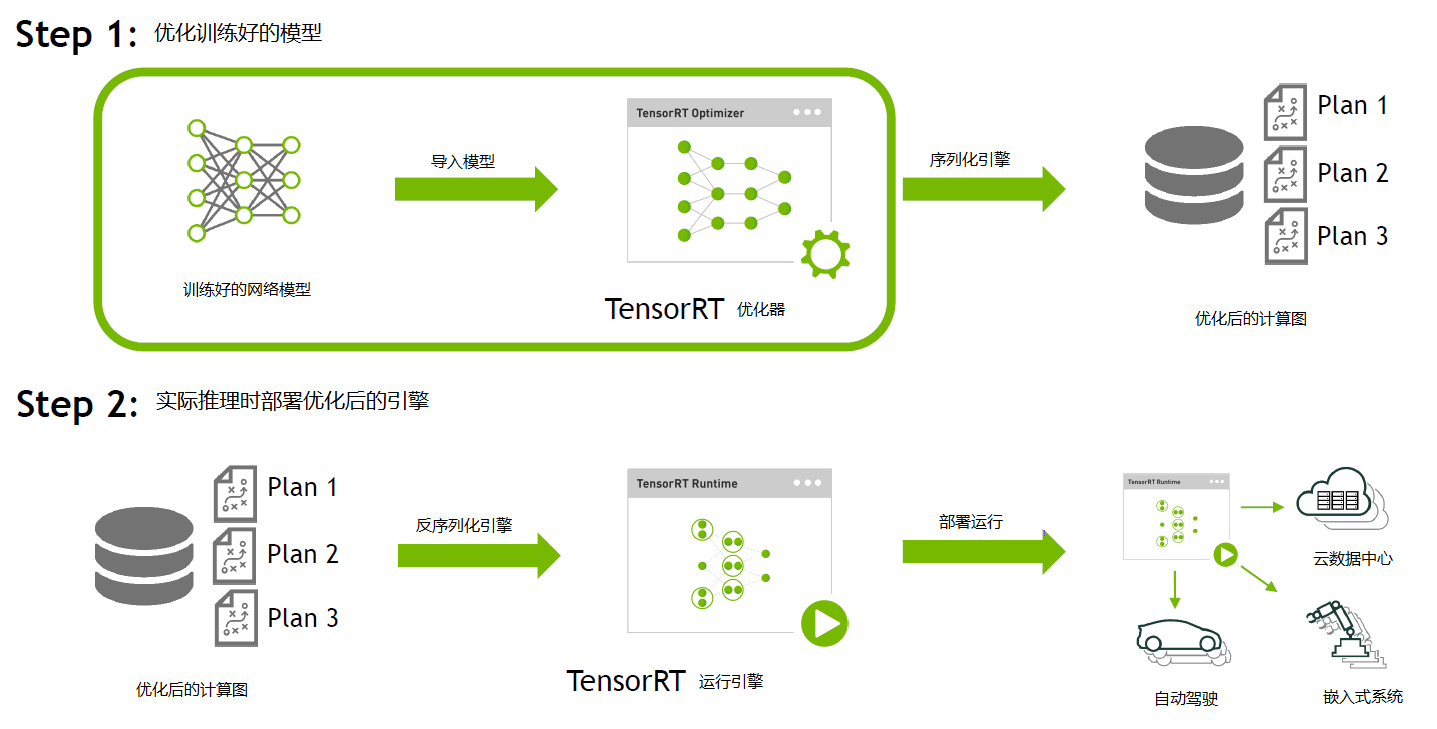 Step 1: 优化训练好的模型
TensorRT Optimizer
导入模型
序列化引擎
Plan 1
Plan 2
Plan 3
训练好的网络模型
TensorRT 优化器
优化后的计算图
Step 2: 实际推理时部署优化后的引擎
Plan 1
Plan 2
Plan 3
反序列化引擎
TensorRT Runtime
部署运行
TensorRT Runtime
云数据中心
优化后的计算图
TensorRT 运行引擎
自动驾驶
嵌入式系统